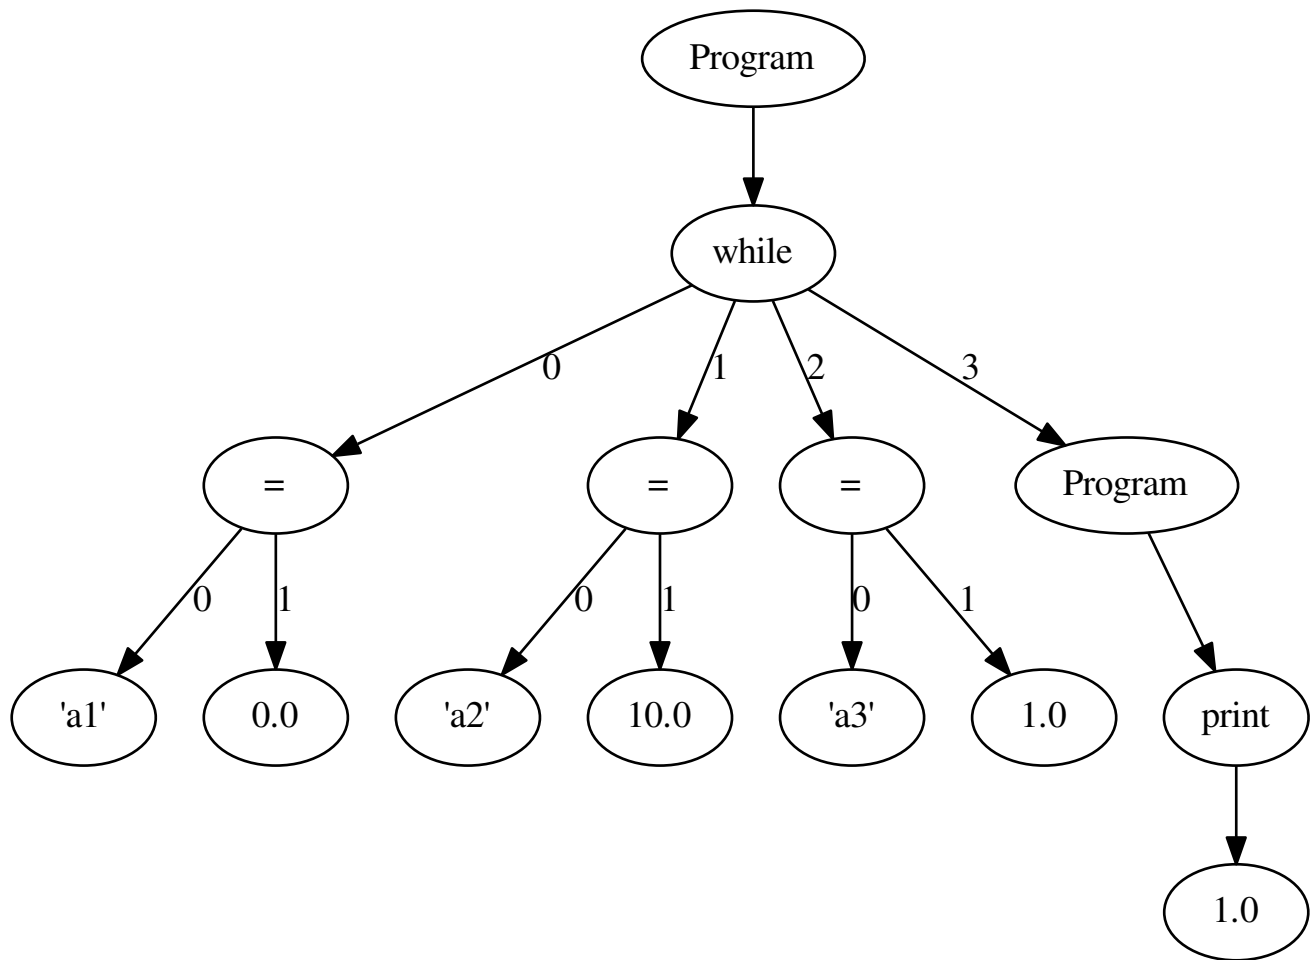 Program
while
0 1 2 3
= = = Program
0 1 0 1 0 1
'a1' 0.0 'a2' 10.0 'a3' 1.0 print
1.0